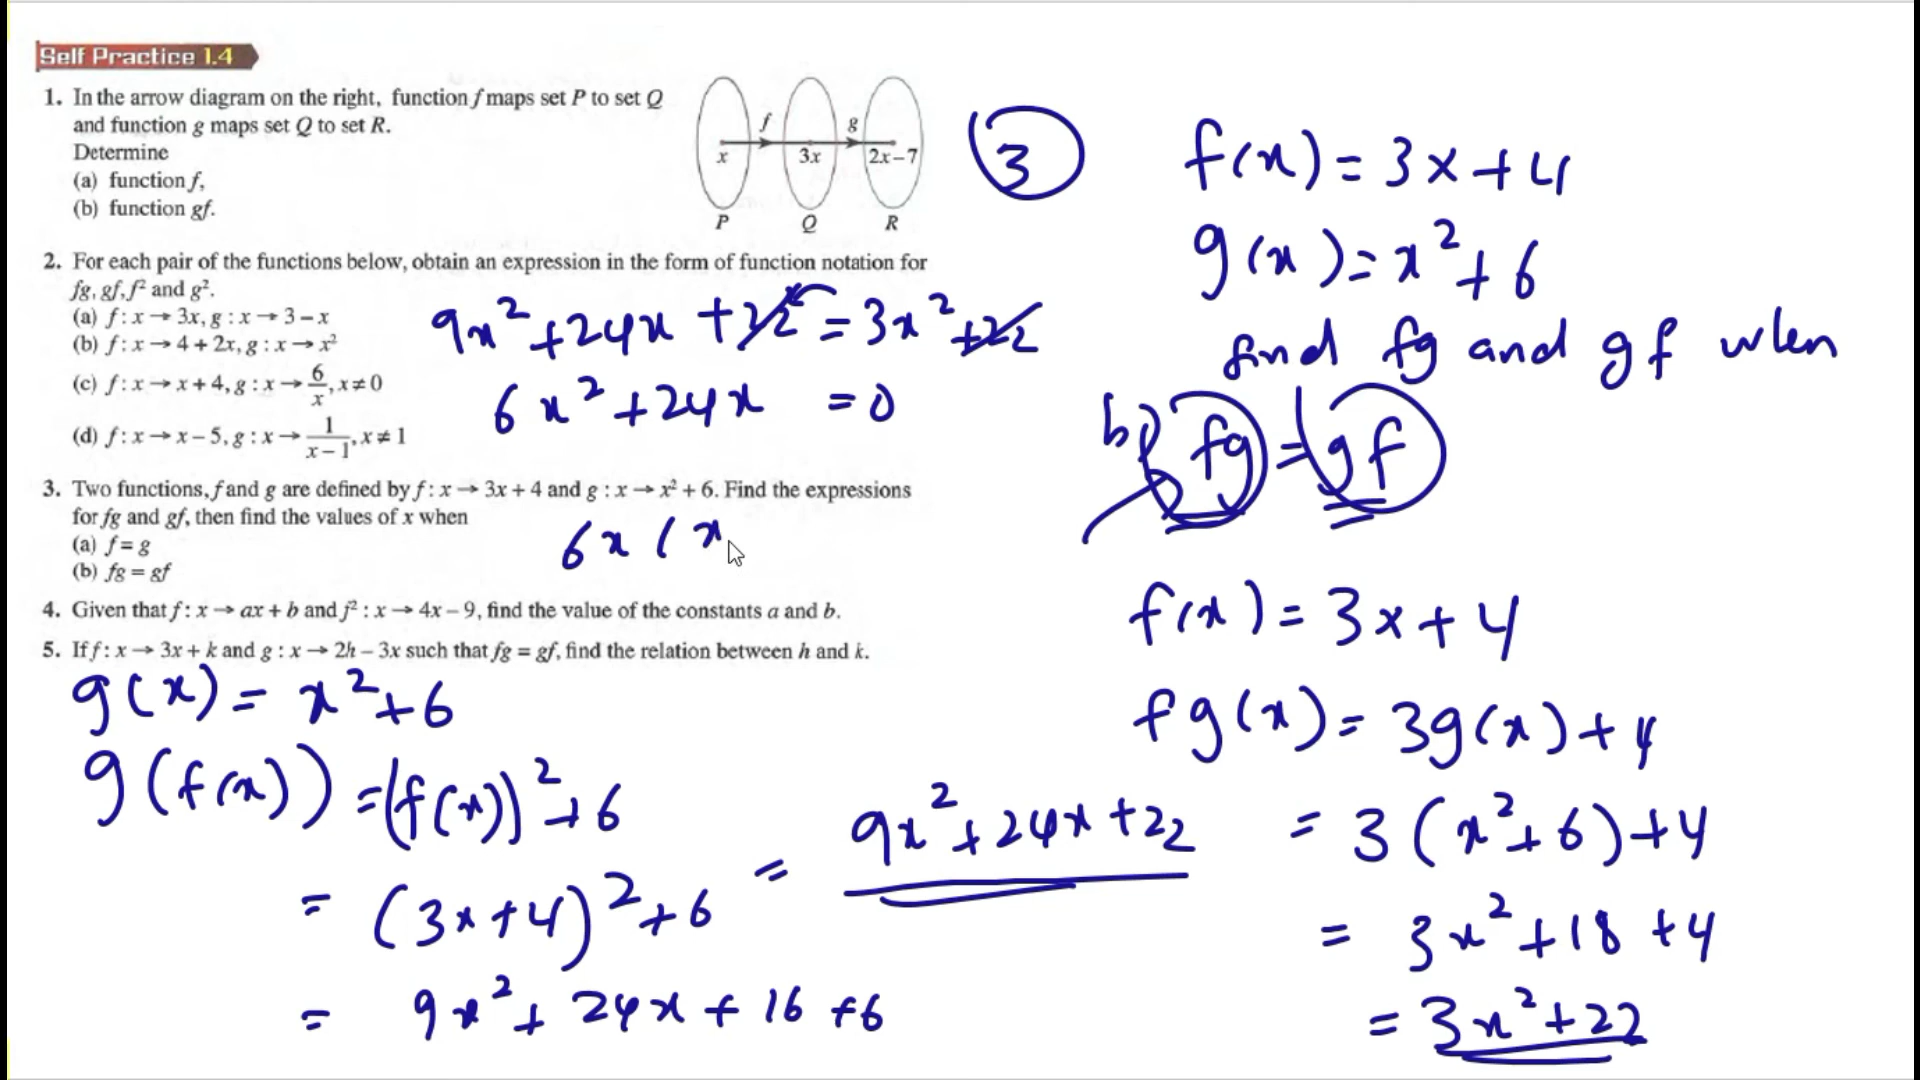 Self Practice 1.4
1. In the arrow diagram on the right, function f maps set P to set Q
and function g maps set Q to set R.
Determine
(a) function f,
(b) function gf.
f g
x 3x 2x−7
P Q R
2. For each pair of the functions below, obtain an expression in the form of function notation for
fg, gf, f² and g².
(a) f : x → 3x, g : x → 3 − x
(b) f : x → 4 + 2x, g : x → x²
(c) f : x → x + 4, g : x → 6/x, x ≠ 0
(d) f : x → x − 5, g : x → 1/(x − 1), x ≠ 1
3. Two functions, f and g are defined by f : x → 3x + 4 and g : x → x² + 6. Find the expressions
for fg and gf, then find the values of x when
(a) f = g
(b) fg = gf
4. Given that f : x → ax + b and f² : x → 4x − 9, find the value of the constants a and b.
5. If f : x → 3x + k and g : x → 2h − 3x such that fg = gf, find the relation between h and k.
9x² + 24x + 22 = 3x² + 22
6x² + 24x = 0
6x ( x
g(x) = x² + 6
g(f(x)) = (f(x))² + 6
= (3x+4)² + 6
= 9x² + 24x + 16 + 6
= 9x² + 24x + 22
3
f(x) = 3x + 4
g(x) = x² + 6
find fg and gf when
b) fg = gf
f(x) = 3x + 4
fg(x) = 3g(x) + 4
= 3(x² + 6) + 4
= 3x² + 18 + 4
= 3x² + 22